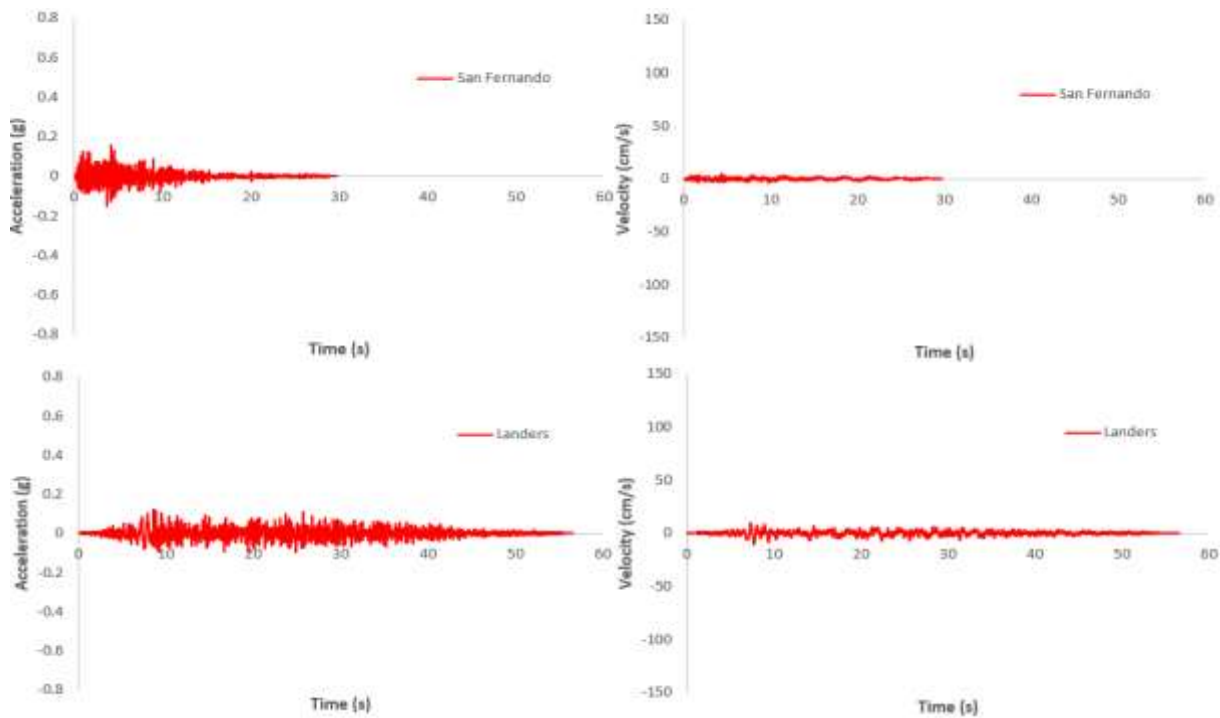 0.8
0.6
0.4
0.2
0
-0.2
-0.4
-0.6
-0.8
0 10 20 30 40 50 60
Acceleration (g)
Time (s)
San Fernando
150
100
50
0
-50
-100
-150
0 10 20 30 40 50 60
Velocity (cm/s)
Time (s)
San Fernando
0.8
0.6
0.4
0.2
0
-0.2
-0.4
-0.6
-0.8
0 10 20 30 40 50 60
Acceleration (g)
Time (s)
Landers
150
100
50
0
-50
-100
-150
0 10 20 30 40 50 60
Velocity (cm/s)
Time (s)
Landers